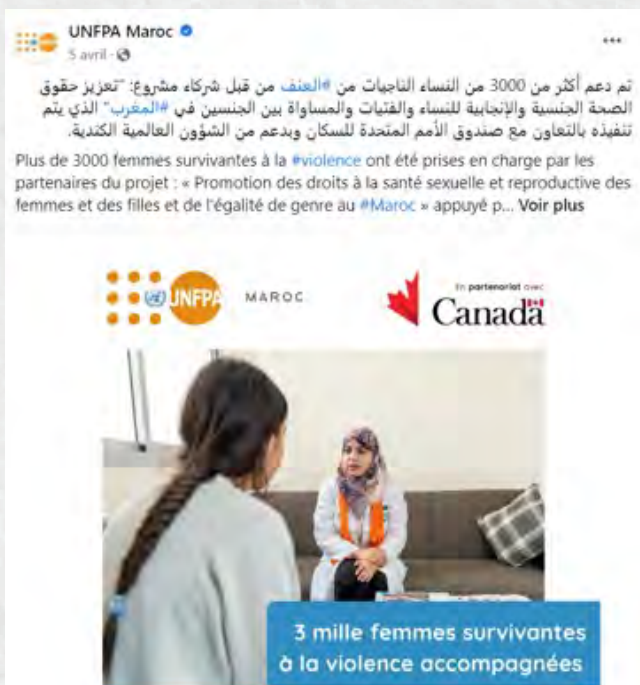 UNFPA Maroc
5 avril
تم دعم أكثر من 3000 من النساء الناجيات من #العنف من قبل شركاء مشروع: "تعزيز حقوق
الصحة الجنسية والإنجابية للنساء والفتيات والمساواة بين الجنسين في #المغرب" الذي يتم
تنفيذه بالتعاون مع صندوق الأمم المتحدة للسكان وبدعم من الشؤون العالمية الكندية.
Plus de 3000 femmes survivantes à la #violence ont été prises en charge par les
partenaires du projet : « Promotion des droits à la santé sexuelle et reproductive des
femmes et des filles et de l'égalité de genre au #Maroc » appuyé p... Voir plus
UNFPA MAROC
En partenariat avec
Canada
3 mille femmes survivantes
à la violence accompagnées